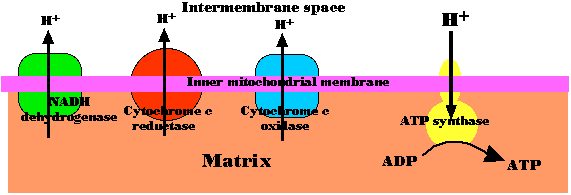 Intermembrane space
H+
H+
H+
H+
Inner mitochondrial membrane
NADH
dehydrogenase
Cytochrome c
reductase
Cytochrome c
oxidase
ATP synthase
Matrix
ADP
ATP